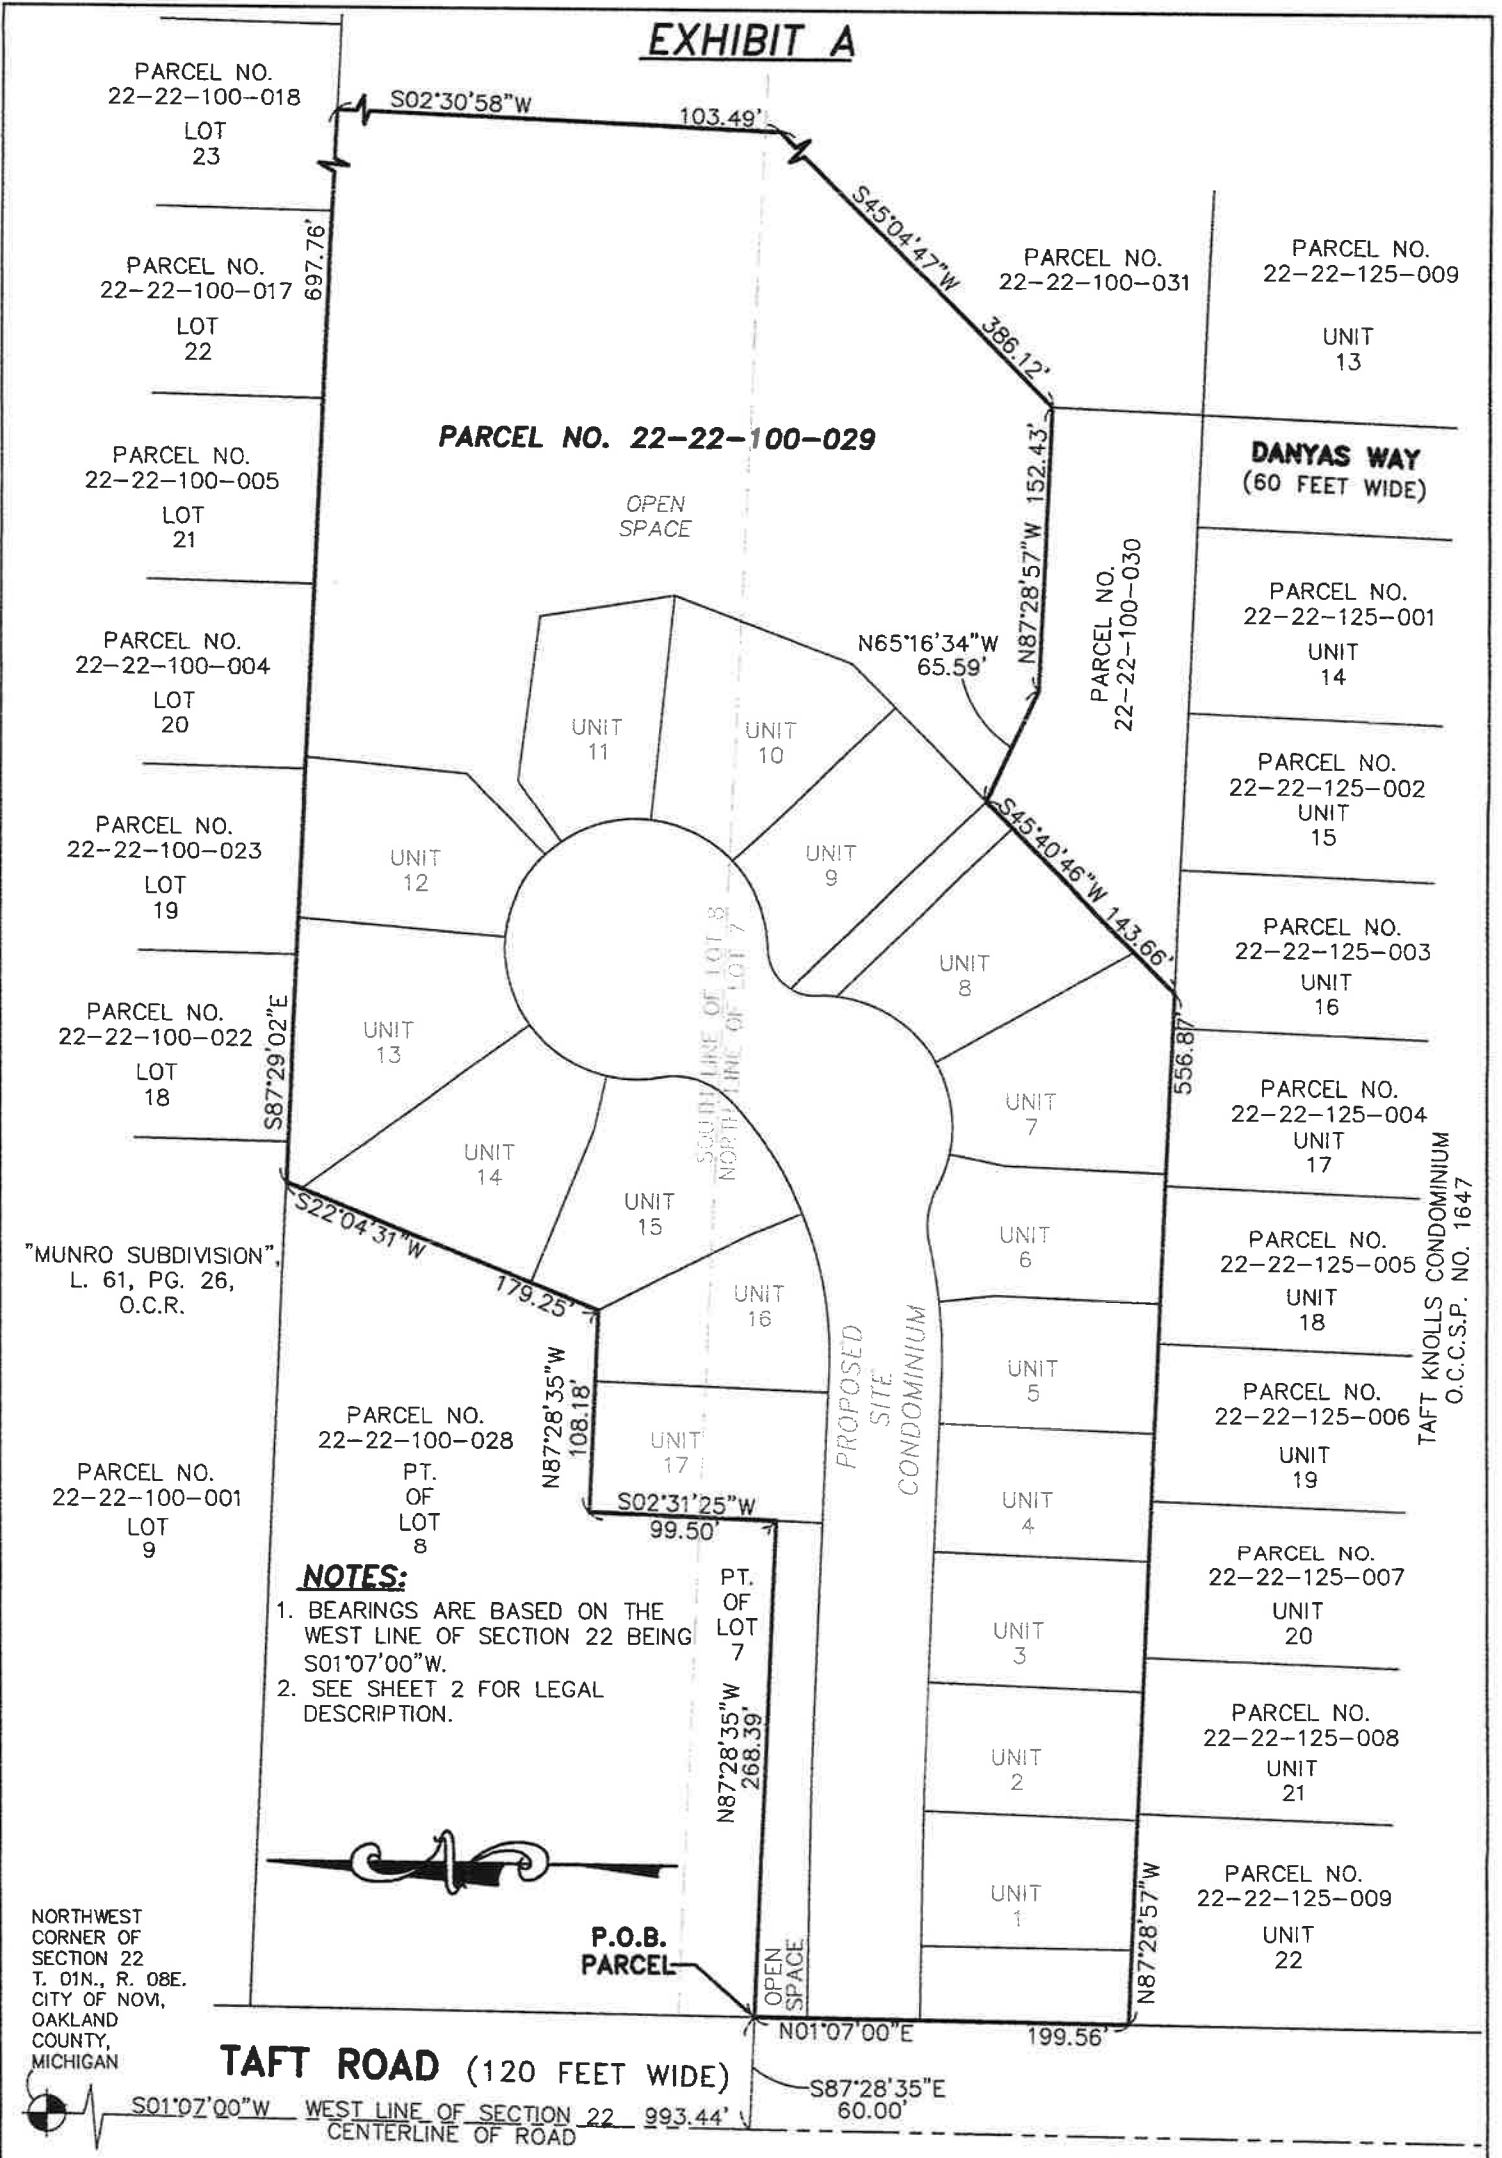 EXHIBIT A
PARCEL NO.
22-22-100-018
LOT
23
S02°30'58"W
103.49'
S45°04'47"W
386.12'
697.76'
PARCEL NO.
22-22-100-017
LOT
22
PARCEL NO.
22-22-100-031
PARCEL NO.
22-22-125-009
UNIT
13
PARCEL NO. 22-22-100-029
OPEN
SPACE
DANYAS WAY
(60 FEET WIDE)
PARCEL NO.
22-22-100-005
LOT
21
N87°28'57"W 152.43'
PARCEL NO.
22-22-100-030
PARCEL NO.
22-22-125-001
UNIT
14
N65°16'34"W
65.59'
PARCEL NO.
22-22-100-004
LOT
20
UNIT
11
UNIT
10
PARCEL NO.
22-22-125-002
UNIT
15
S45°40'46"W 143.66'
PARCEL NO.
22-22-100-023
LOT
19
UNIT
12
UNIT
9
PARCEL NO.
22-22-125-003
UNIT
16
UNIT
8
SOUTH LINE OF LOT 8
NORTH LINE OF LOT 7
PARCEL NO.
22-22-100-022
LOT
18
S87°29'02"E
UNIT
13
556.87'
UNIT
7
PARCEL NO.
22-22-125-004
UNIT
17
UNIT
14
UNIT
15
S22°04'31"W
179.25'
TAFT KNOLLS CONDOMINIUM
O.C.C.S.P. NO. 1647
"MUNRO SUBDIVISION",
L. 61, PG. 26,
O.C.R.
UNIT
6
PARCEL NO.
22-22-125-005
UNIT
18
UNIT
16
PROPOSED
SITE
CONDOMINIUM
UNIT
5
N87°28'35"W
108.18'
PARCEL NO.
22-22-125-006
UNIT
19
PARCEL NO.
22-22-100-028
PT.
OF
LOT
8
UNIT
17
PARCEL NO.
22-22-100-001
LOT
9
S02°31'25"W
99.50'
UNIT
4
PARCEL NO.
22-22-125-007
UNIT
20
NOTES:
1. BEARINGS ARE BASED ON THE
WEST LINE OF SECTION 22 BEING
S01°07'00"W.
2. SEE SHEET 2 FOR LEGAL
DESCRIPTION.
PT.
OF
LOT
7
UNIT
3
N87°28'35"W
268.39'
PARCEL NO.
22-22-125-008
UNIT
21
UNIT
2
N
PARCEL NO.
22-22-125-009
UNIT
22
UNIT
1
N87°28'57"W
NORTHWEST
CORNER OF
SECTION 22
T. 01N., R. 08E.
CITY OF NOVI,
OAKLAND
COUNTY,
MICHIGAN
P.O.B.
PARCEL
OPEN
SPACE
N01°07'00"E
199.56'
TAFT ROAD (120 FEET WIDE)
S87°28'35"E
60.00'
S01°07'00"W WEST LINE OF SECTION 22 993.44'
CENTERLINE OF ROAD